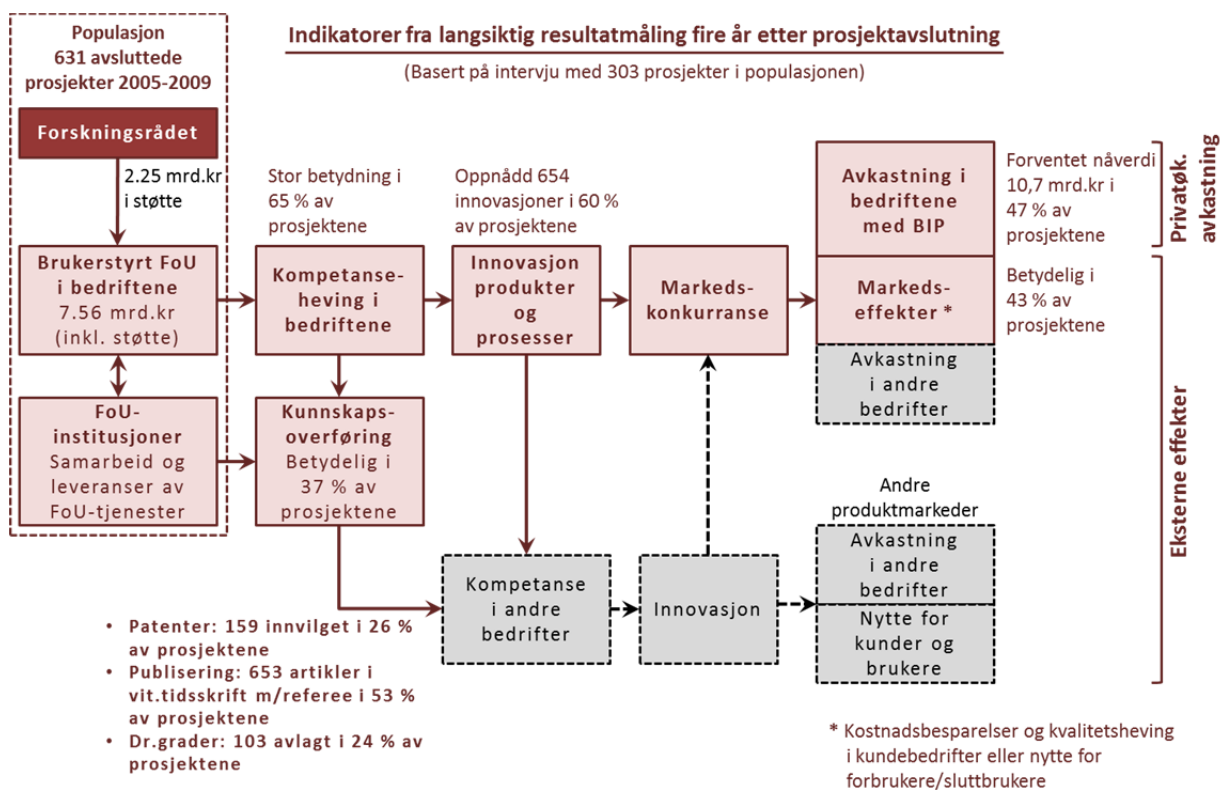 Populasjon
631 avsluttede
prosjekter 2005-2009
Indikatorer fra langsiktig resultatmåling fire år etter prosjektavslutning
(Basert på intervju med 303 prosjekter i populasjonen)
Forskningsrådet
2.25 mrd.kr
i støtte
Brukerstyrt FoU
i bedriftene
7.56 mrd.kr
(inkl. støtte)
FoU-
institusjoner
Samarbeid og
leveranser av
FoU-tjenester
Stor betydning i
65 % av
prosjektene
Kompetanse-
heving i
bedriftene
Kunnskaps-
overføring
Betydelig i
37 % av
prosjektene
Oppnådd 654
innovasjoner i 60 %
av prosjektene
Innovasjon
produkter
og
prosesser
Markeds-
konkurranse
Avkastning i
bedriftene
med BIP
Markeds-
effekter *
Avkastning
i andre
bedrifter
Forventet nåverdi
10,7 mrd.kr i
47 % av
prosjektene
Betydelig i
43 % av
prosjektene
Privatøk.
avkastning
Eksterne effekter
Kompetanse
i andre
bedrifter
Innovasjon
Andre
produktmarkeder
Avkastning
i andre
bedrifter
Nytte for
kunder og
brukere
• Patenter: 159 innvilget i 26 %
av prosjektene
• Publisering: 653 artikler i
vit.tidsskrift m/referee i 53 %
av prosjektene
• Dr.grader: 103 avlagt i 24 % av
prosjektene
* Kostnadsbesparelser og kvalitetsheving
i kundebedrifter eller nytte for
forbrukere/sluttbrukere